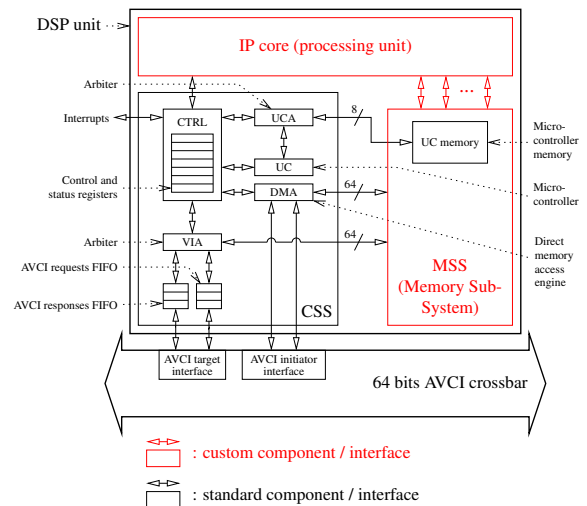 DSP unit
IP core (processing unit)
...
Arbiter
CTRL
UCA
8
Interrupts
UC memory
Micro-
controller
memory
UC
Control and
status registers
DMA
64
Micro-
controller
Arbiter
VIA
64
Direct
memory
access
engine
AVCI requests FIFO
MSS
(Memory Sub-
System)
AVCI responses FIFO
CSS
AVCI target
interface
AVCI initiator
interface
64 bits AVCI crossbar
: custom component / interface
: standard component / interface